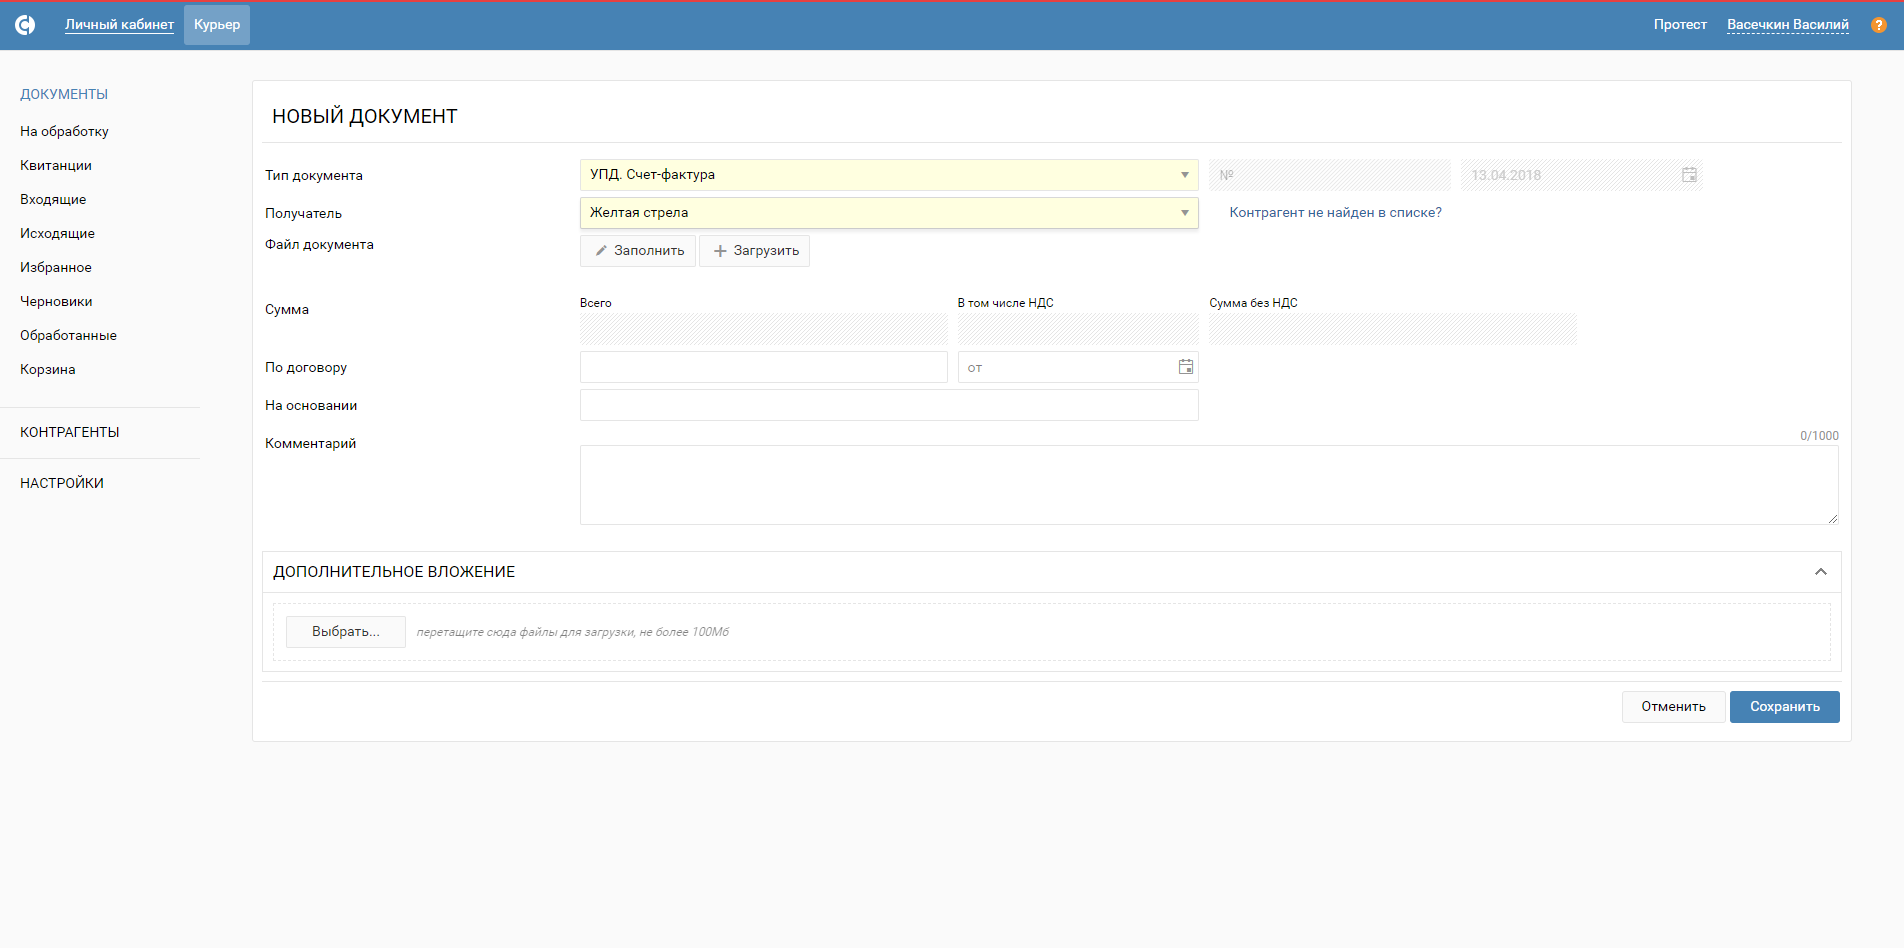 Личный кабинет Курьер Протест Васечкин Василий ?
ДОКУМЕНТЫ
На обработку
Квитанции
Входящие
Исходящие
Избранное
Черновики
Обработанные
Корзина
КОНТРАГЕНТЫ
НАСТРОЙКИ
НОВЫЙ ДОКУМЕНТ
Тип документа УПД. Счет-фактура № 13.04.2018
Получатель Желтая стрела Контрагент не найден в списке?
Файл документа Заполнить Загрузить
Сумма Всего В том числе НДС Сумма без НДС
По договору от
На основании
Комментарий 0/1000
ДОПОЛНИТЕЛЬНОЕ ВЛОЖЕНИЕ
Выбрать... перетащите сюда файлы для загрузки, не более 100Мб
Отменить Сохранить